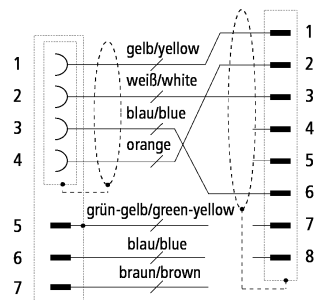 gelb/yellow 1
1 2
weiß/white
2 3
blau/blue
3 4
orange
4 5
6
grün-gelb/green-yellow
5 7
blau/blue
6 8
braun/brown
7